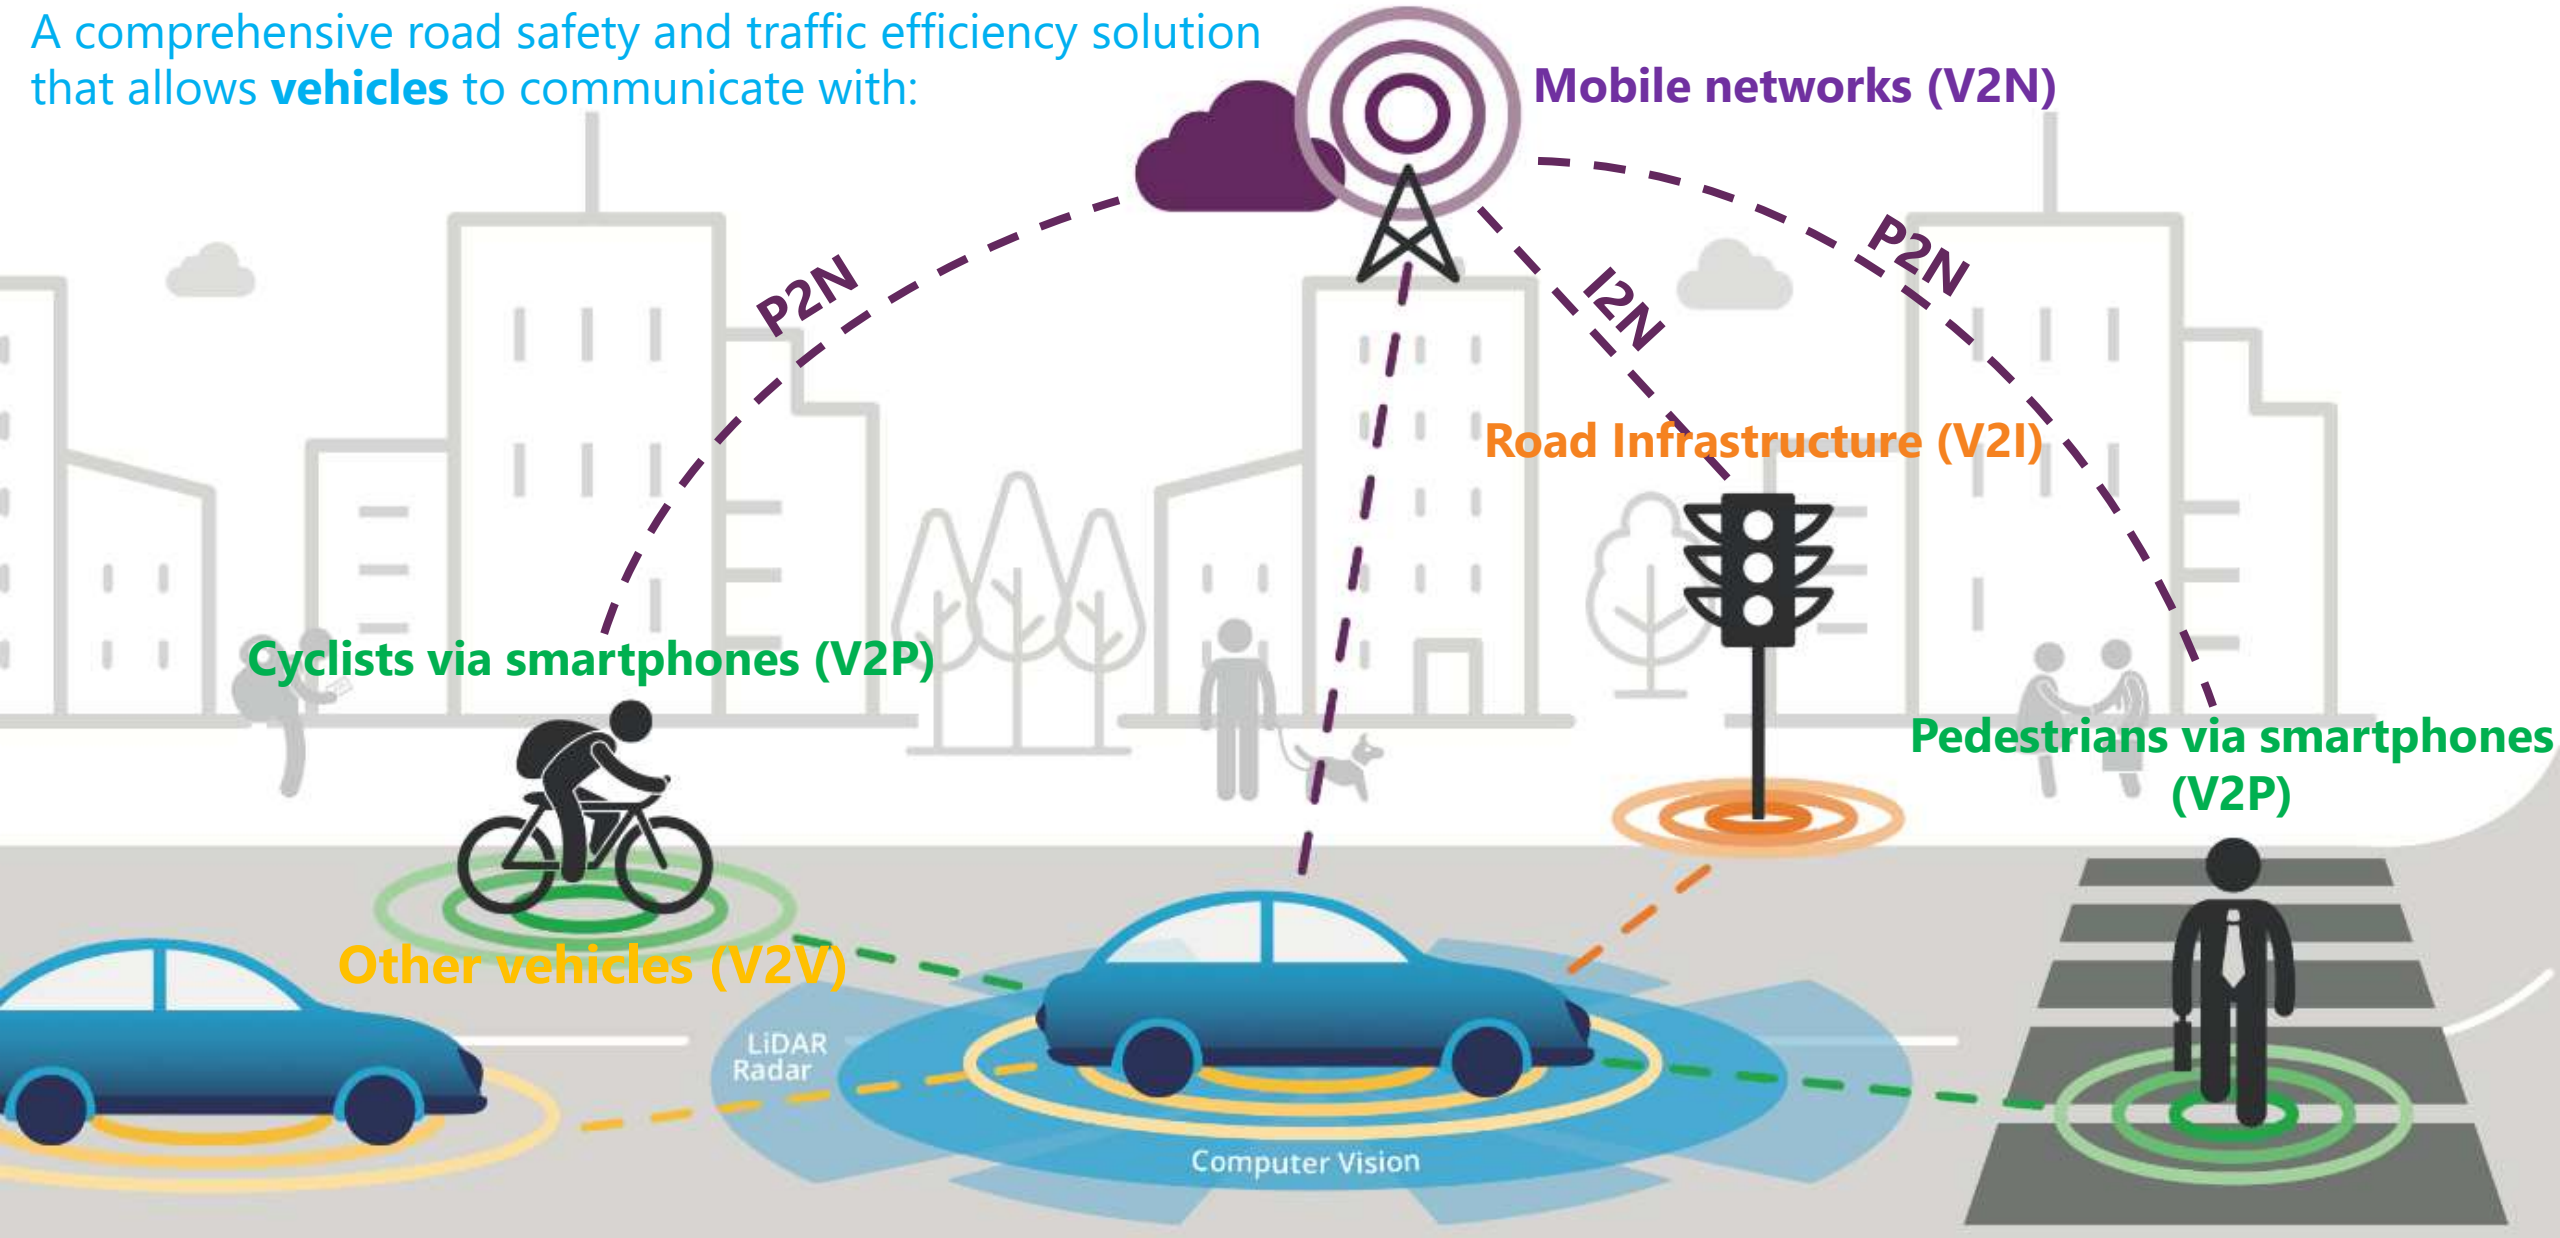 A comprehensive road safety and traffic efficiency solution
that allows vehicles to communicate with:
Mobile networks (V2N)
P2N
P2N
I2N
Road Infrastructure (V2I)
Cyclists via smartphones (V2P)
Pedestrians via smartphones
(V2P)
Other vehicles (V2V)
LiDAR
Radar
Computer Vision